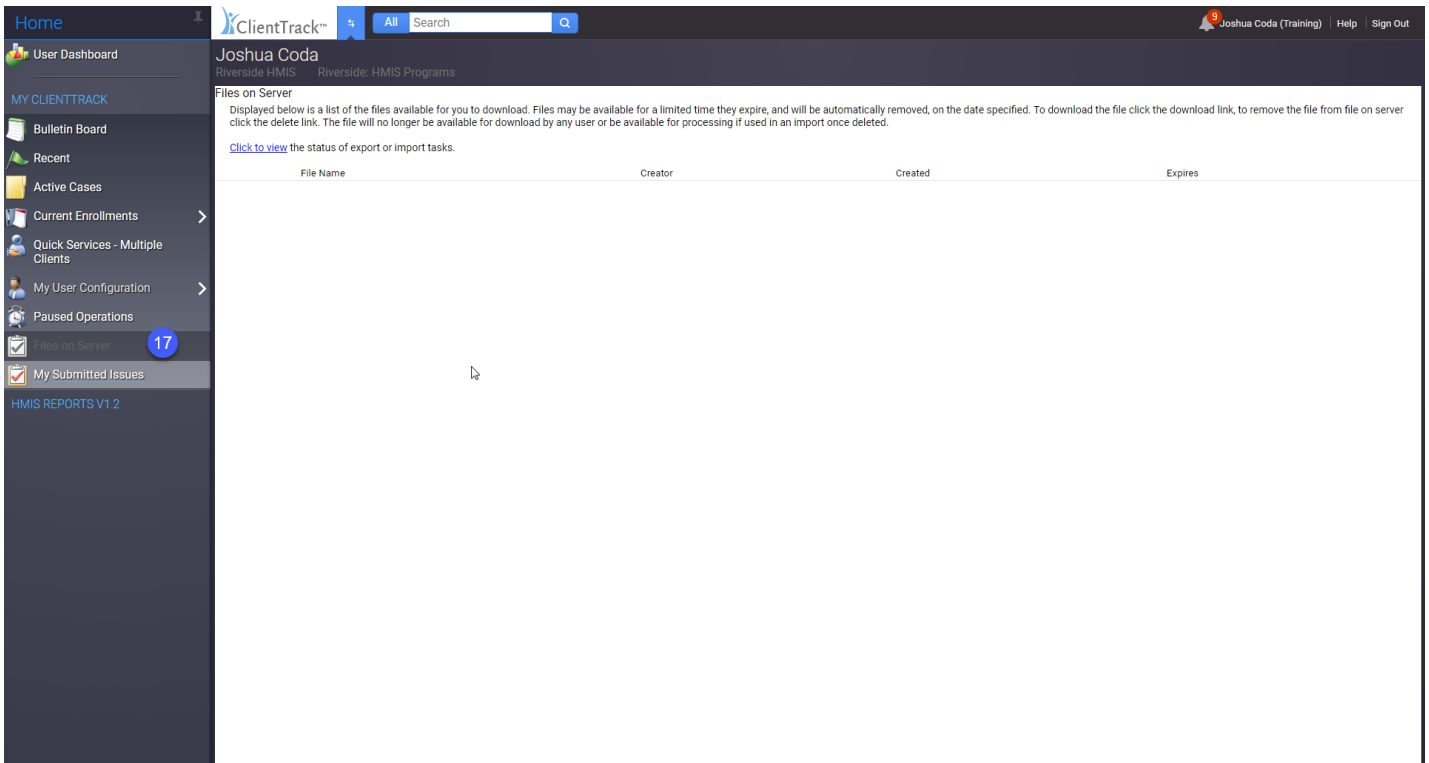 Home
ClientTrack™
All
Search
9
Joshua Coda (Training)
Help
Sign Out
User Dashboard
MY CLIENTTRACK
Bulletin Board
Recent
Active Cases
Current Enrollments
Quick Services - Multiple
Clients
My User Configuration
Paused Operations
Files on Server
17
My Submitted Issues
HMIS REPORTS V1.2
Joshua Coda
Riverside HMIS Riverside: HMIS Programs
Files on Server
Displayed below is a list of the files available for you to download. Files may be available for a limited time they expire, and will be automatically removed, on the date specified. To download the file click the download link, to remove the file from file on server
click the delete link. The file will no longer be available for download by any user or be available for processing if used in an import once deleted.
Click to view the status of export or import tasks.
File Name Creator Created Expires